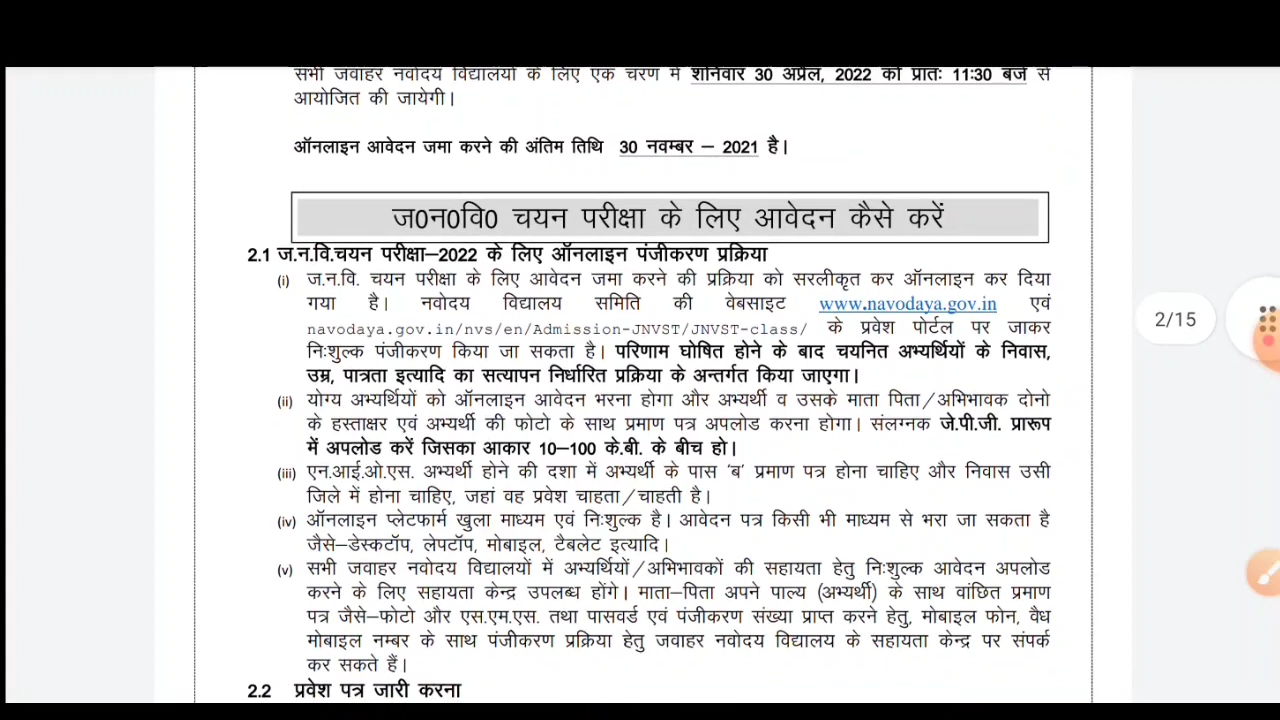 सभी जवाहर नवोदय विद्यालयों के लिए एक चरण में शनिवार 30 अप्रैल, 2022 को प्रातः 11:30 बजे से
आयोजित की जायेगी।
ऑनलाइन आवेदन जमा करने की अंतिम तिथि 30 नवम्बर – 2021 है।
ज0न0वि0 चयन परीक्षा के लिए आवेदन कैसे करें
2.1 ज.न.वि.चयन परीक्षा–2022 के लिए ऑनलाइन पंजीकरण प्रक्रिया
(i) ज.न.वि. चयन परीक्षा के लिए आवेदन जमा करने की प्रक्रिया को सरलीकृत कर ऑनलाइन कर दिया
गया है। नवोदय विद्यालय समिति की वेबसाइट www.navodaya.gov.in एवं
navodaya.gov.in/nvs/en/Admission-JNVST/JNVST-class/ के प्रवेश पोर्टल पर जाकर
निःशुल्क पंजीकरण किया जा सकता है। परिणाम घोषित होने के बाद चयनित अभ्यर्थियों के निवास,
उम्र, पात्रता इत्यादि का सत्यापन निर्धारित प्रक्रिया के अन्तर्गत किया जाएगा।
(ii) योग्य अभ्यर्थियों को ऑनलाइन आवेदन भरना होगा और अभ्यर्थी व उसके माता पिता/अभिभावक दोनो
के हस्ताक्षर एवं अभ्यर्थी की फोटो के साथ प्रमाण पत्र अपलोड करना होगा। संलग्नक जे.पी.जी. प्रारूप
में अपलोड करें जिसका आकार 10–100 के.बी. के बीच हो।
(iii) एन.आई.ओ.एस. अभ्यर्थी होने की दशा में अभ्यर्थी के पास 'ब' प्रमाण पत्र होना चाहिए और निवास उसी
जिले में होना चाहिए, जहां वह प्रवेश चाहता/चाहती है।
(iv) ऑनलाइन प्लेटफार्म खुला माध्यम एवं निःशुल्क है। आवेदन पत्र किसी भी माध्यम से भरा जा सकता है
जैसे–डेस्कटॉप, लेपटॉप, मोबाइल, टैबलेट इत्यादि।
(v) सभी जवाहर नवोदय विद्यालयों में अभ्यर्थियों/अभिभावकों की सहायता हेतु निःशुल्क आवेदन अपलोड
करने के लिए सहायता केन्द्र उपलब्ध होंगे। माता–पिता अपने पाल्य (अभ्यर्थी) के साथ वांछित प्रमाण
पत्र जैसे–फोटो और एस.एम.एस. तथा पासवर्ड एवं पंजीकरण संख्या प्राप्त करने हेतु, मोबाइल फोन, वैध
मोबाइल नम्बर के साथ पंजीकरण प्रक्रिया हेतु जवाहर नवोदय विद्यालय के सहायता केन्द्र पर संपर्क
कर सकते हैं।
2.2 प्रवेश पत्र जारी करना
2/15